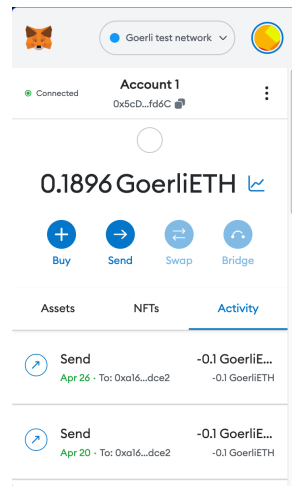 Goerli test network
Connected
Account 1
0x5cD...fd6C
0.1896 GoerliETH
Buy
Send
Swap
Bridge
Assets
NFTs
Activity
Send
-0.1 GoerliE...
Apr 26 · To: 0xa16...dce2
-0.1 GoerliETH
Send
-0.1 GoerliE...
Apr 20 · To: 0xa16...dce2
-0.1 GoerliETH